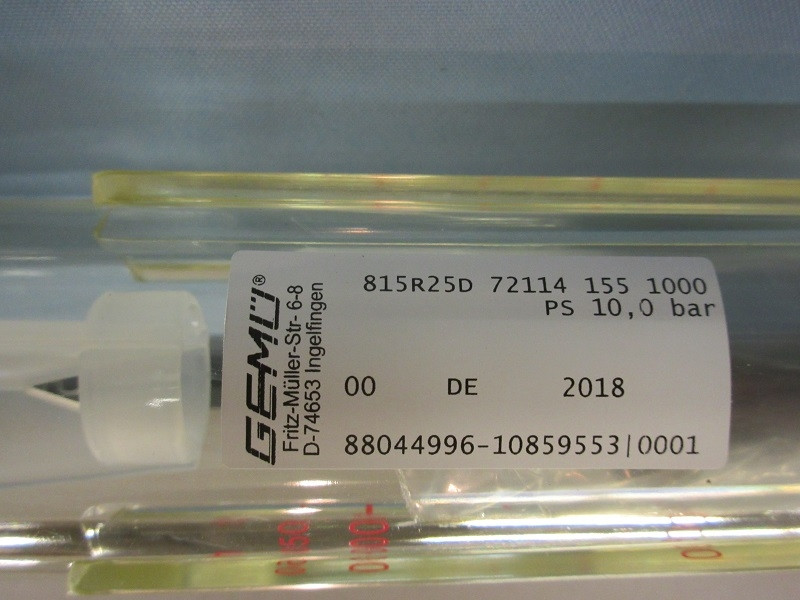 GEMÜ®
Fritz-Müller-Str- 6-8
D-74653 Ingelfingen
815R25D 72114 155 1000
PS 10,0 bar
00 DE 2018
88044996-10859553|0001